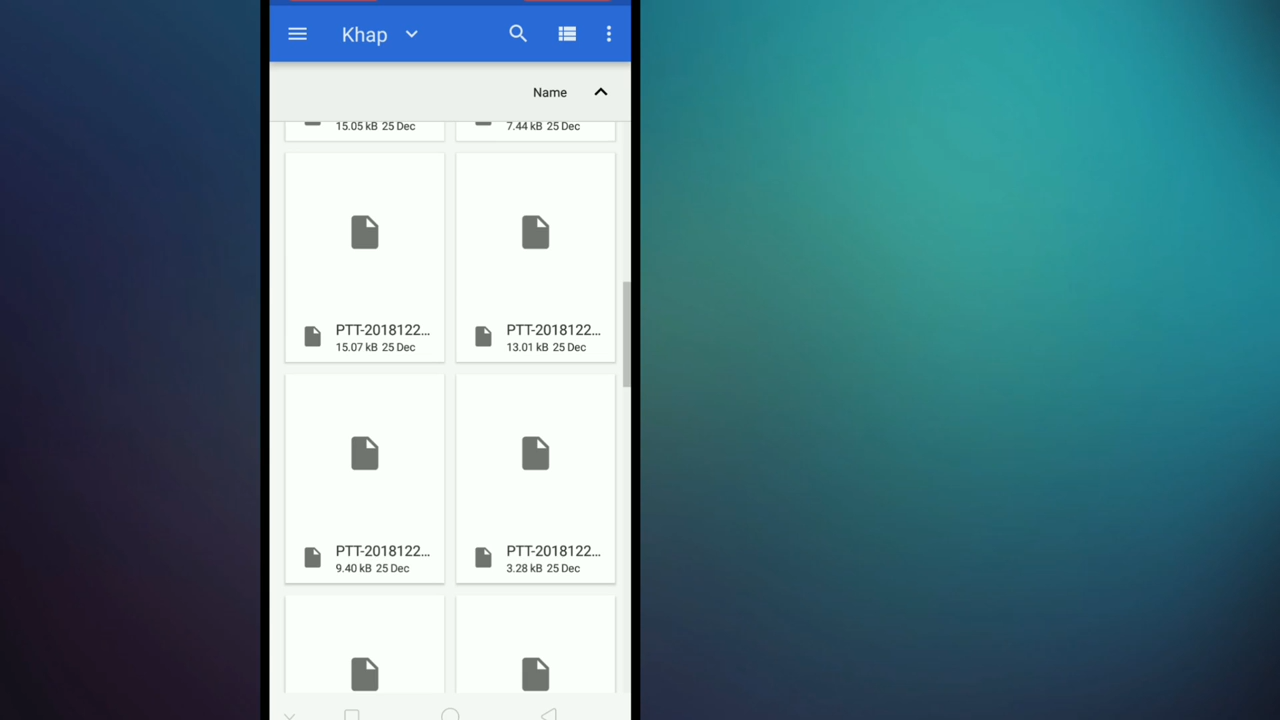 Khap
Name
15.05 kB 25 Dec
7.44 kB 25 Dec
PTT-2018122...
15.07 kB 25 Dec
PTT-2018122...
13.01 kB 25 Dec
PTT-2018122...
9.40 kB 25 Dec
PTT-2018122...
3.28 kB 25 Dec